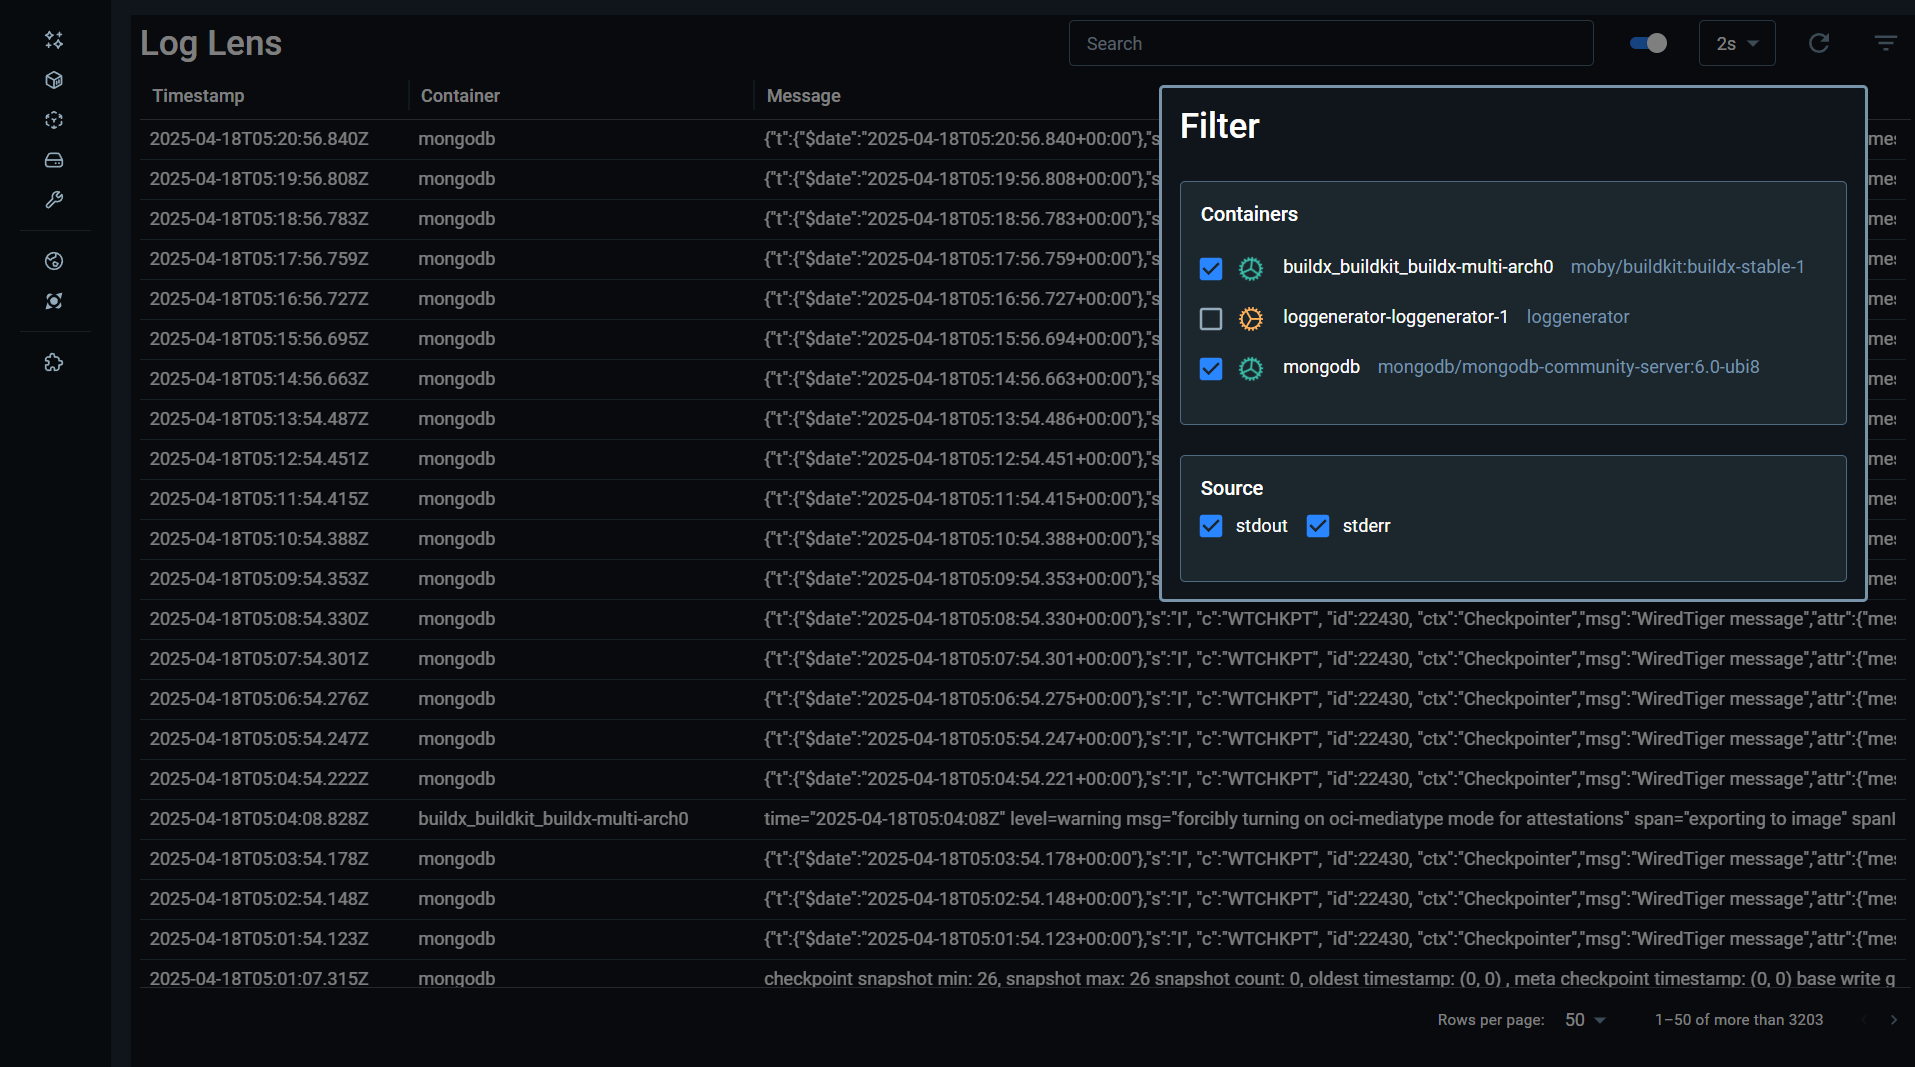 Log Lens
Search
2s
Timestamp Container Message
Filter
Containers
buildx_buildkit_buildx-multi-arch0 moby/buildkit:buildx-stable-1
loggenerator-loggenerator-1 loggenerator
mongodb mongodb/mongodb-community-server:6.0-ubi8
Source
stdout stderr
2025-04-18T05:20:56.840Z mongodb {"t":{"$date":"2025-04-18T05:20:56.840+00:00"},"s mes
2025-04-18T05:19:56.808Z mongodb {"t":{"$date":"2025-04-18T05:19:56.808+00:00"},"s mes
2025-04-18T05:18:56.783Z mongodb {"t":{"$date":"2025-04-18T05:18:56.783+00:00"},"s mes
2025-04-18T05:17:56.759Z mongodb {"t":{"$date":"2025-04-18T05:17:56.759+00:00"},"s mes
2025-04-18T05:16:56.727Z mongodb {"t":{"$date":"2025-04-18T05:16:56.727+00:00"},"s mes
2025-04-18T05:15:56.695Z mongodb {"t":{"$date":"2025-04-18T05:15:56.694+00:00"},"s mes
2025-04-18T05:14:56.663Z mongodb {"t":{"$date":"2025-04-18T05:14:56.663+00:00"},"s mes
2025-04-18T05:13:54.487Z mongodb {"t":{"$date":"2025-04-18T05:13:54.486+00:00"},"s mes
2025-04-18T05:12:54.451Z mongodb {"t":{"$date":"2025-04-18T05:12:54.451+00:00"},"s mes
2025-04-18T05:11:54.415Z mongodb {"t":{"$date":"2025-04-18T05:11:54.415+00:00"},"s mes
2025-04-18T05:10:54.388Z mongodb {"t":{"$date":"2025-04-18T05:10:54.388+00:00"},"s mes
2025-04-18T05:09:54.353Z mongodb {"t":{"$date":"2025-04-18T05:09:54.353+00:00"},"s mes
2025-04-18T05:08:54.330Z mongodb {"t":{"$date":"2025-04-18T05:08:54.330+00:00"},"s":"I", "c":"WTCHKPT", "id":22430, "ctx":"Checkpointer","msg":"WiredTiger message","attr":{"mes
2025-04-18T05:07:54.301Z mongodb {"t":{"$date":"2025-04-18T05:07:54.301+00:00"},"s":"I", "c":"WTCHKPT", "id":22430, "ctx":"Checkpointer","msg":"WiredTiger message","attr":{"mes
2025-04-18T05:06:54.276Z mongodb {"t":{"$date":"2025-04-18T05:06:54.275+00:00"},"s":"I", "c":"WTCHKPT", "id":22430, "ctx":"Checkpointer","msg":"WiredTiger message","attr":{"mes
2025-04-18T05:05:54.247Z mongodb {"t":{"$date":"2025-04-18T05:05:54.247+00:00"},"s":"I", "c":"WTCHKPT", "id":22430, "ctx":"Checkpointer","msg":"WiredTiger message","attr":{"mes
2025-04-18T05:04:54.222Z mongodb {"t":{"$date":"2025-04-18T05:04:54.221+00:00"},"s":"I", "c":"WTCHKPT", "id":22430, "ctx":"Checkpointer","msg":"WiredTiger message","attr":{"mes
2025-04-18T05:04:08.828Z buildx_buildkit_buildx-multi-arch0 time="2025-04-18T05:04:08Z" level=warning msg="forcibly turning on oci-mediatype mode for attestations" span="exporting to image" spanI
2025-04-18T05:03:54.178Z mongodb {"t":{"$date":"2025-04-18T05:03:54.178+00:00"},"s":"I", "c":"WTCHKPT", "id":22430, "ctx":"Checkpointer","msg":"WiredTiger message","attr":{"mes
2025-04-18T05:02:54.148Z mongodb {"t":{"$date":"2025-04-18T05:02:54.148+00:00"},"s":"I", "c":"WTCHKPT", "id":22430, "ctx":"Checkpointer","msg":"WiredTiger message","attr":{"mes
2025-04-18T05:01:54.123Z mongodb {"t":{"$date":"2025-04-18T05:01:54.123+00:00"},"s":"I", "c":"WTCHKPT", "id":22430, "ctx":"Checkpointer","msg":"WiredTiger message","attr":{"mes
2025-04-18T05:01:07.315Z mongodb checkpoint snapshot min: 26, snapshot max: 26 snapshot count: 0, oldest timestamp: (0, 0) , meta checkpoint timestamp: (0, 0) base write g
Rows per page: 50 1–50 of more than 3203